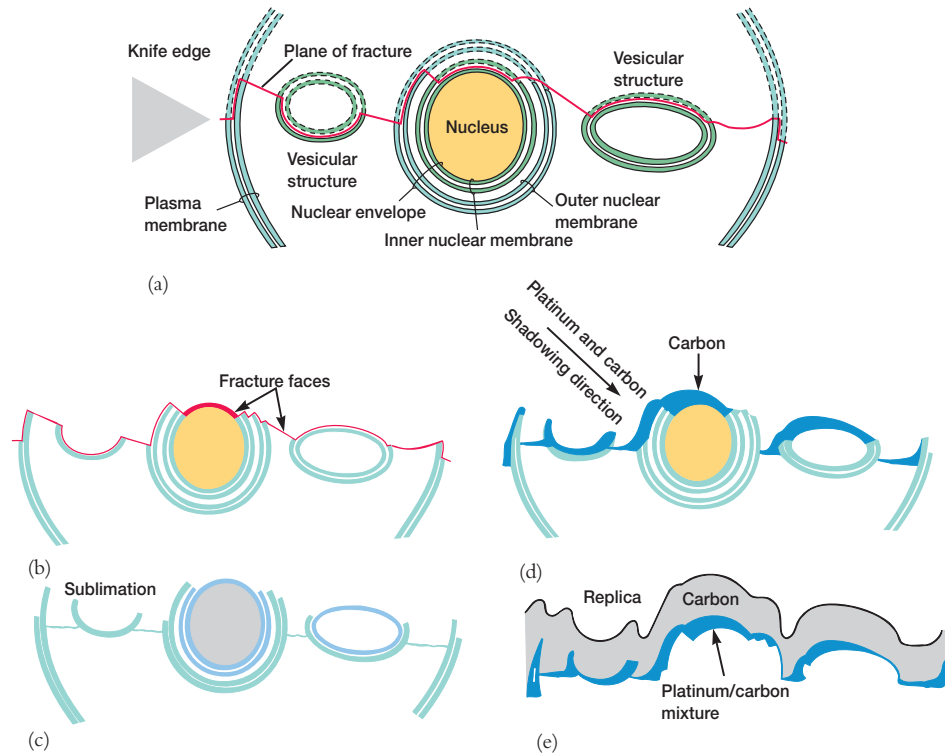 Knife edge
Plane of fracture
Vesicular
structure
Nucleus
Vesicular
structure
Plasma
membrane
Nuclear envelope
Outer nuclear
membrane
Inner nuclear membrane
(a)
Fracture faces
(b)
Platinum and carbon
Shadowing direction
Carbon
(d)
Sublimation
(c)
Replica
Carbon
Platinum/carbon
mixture
(e)